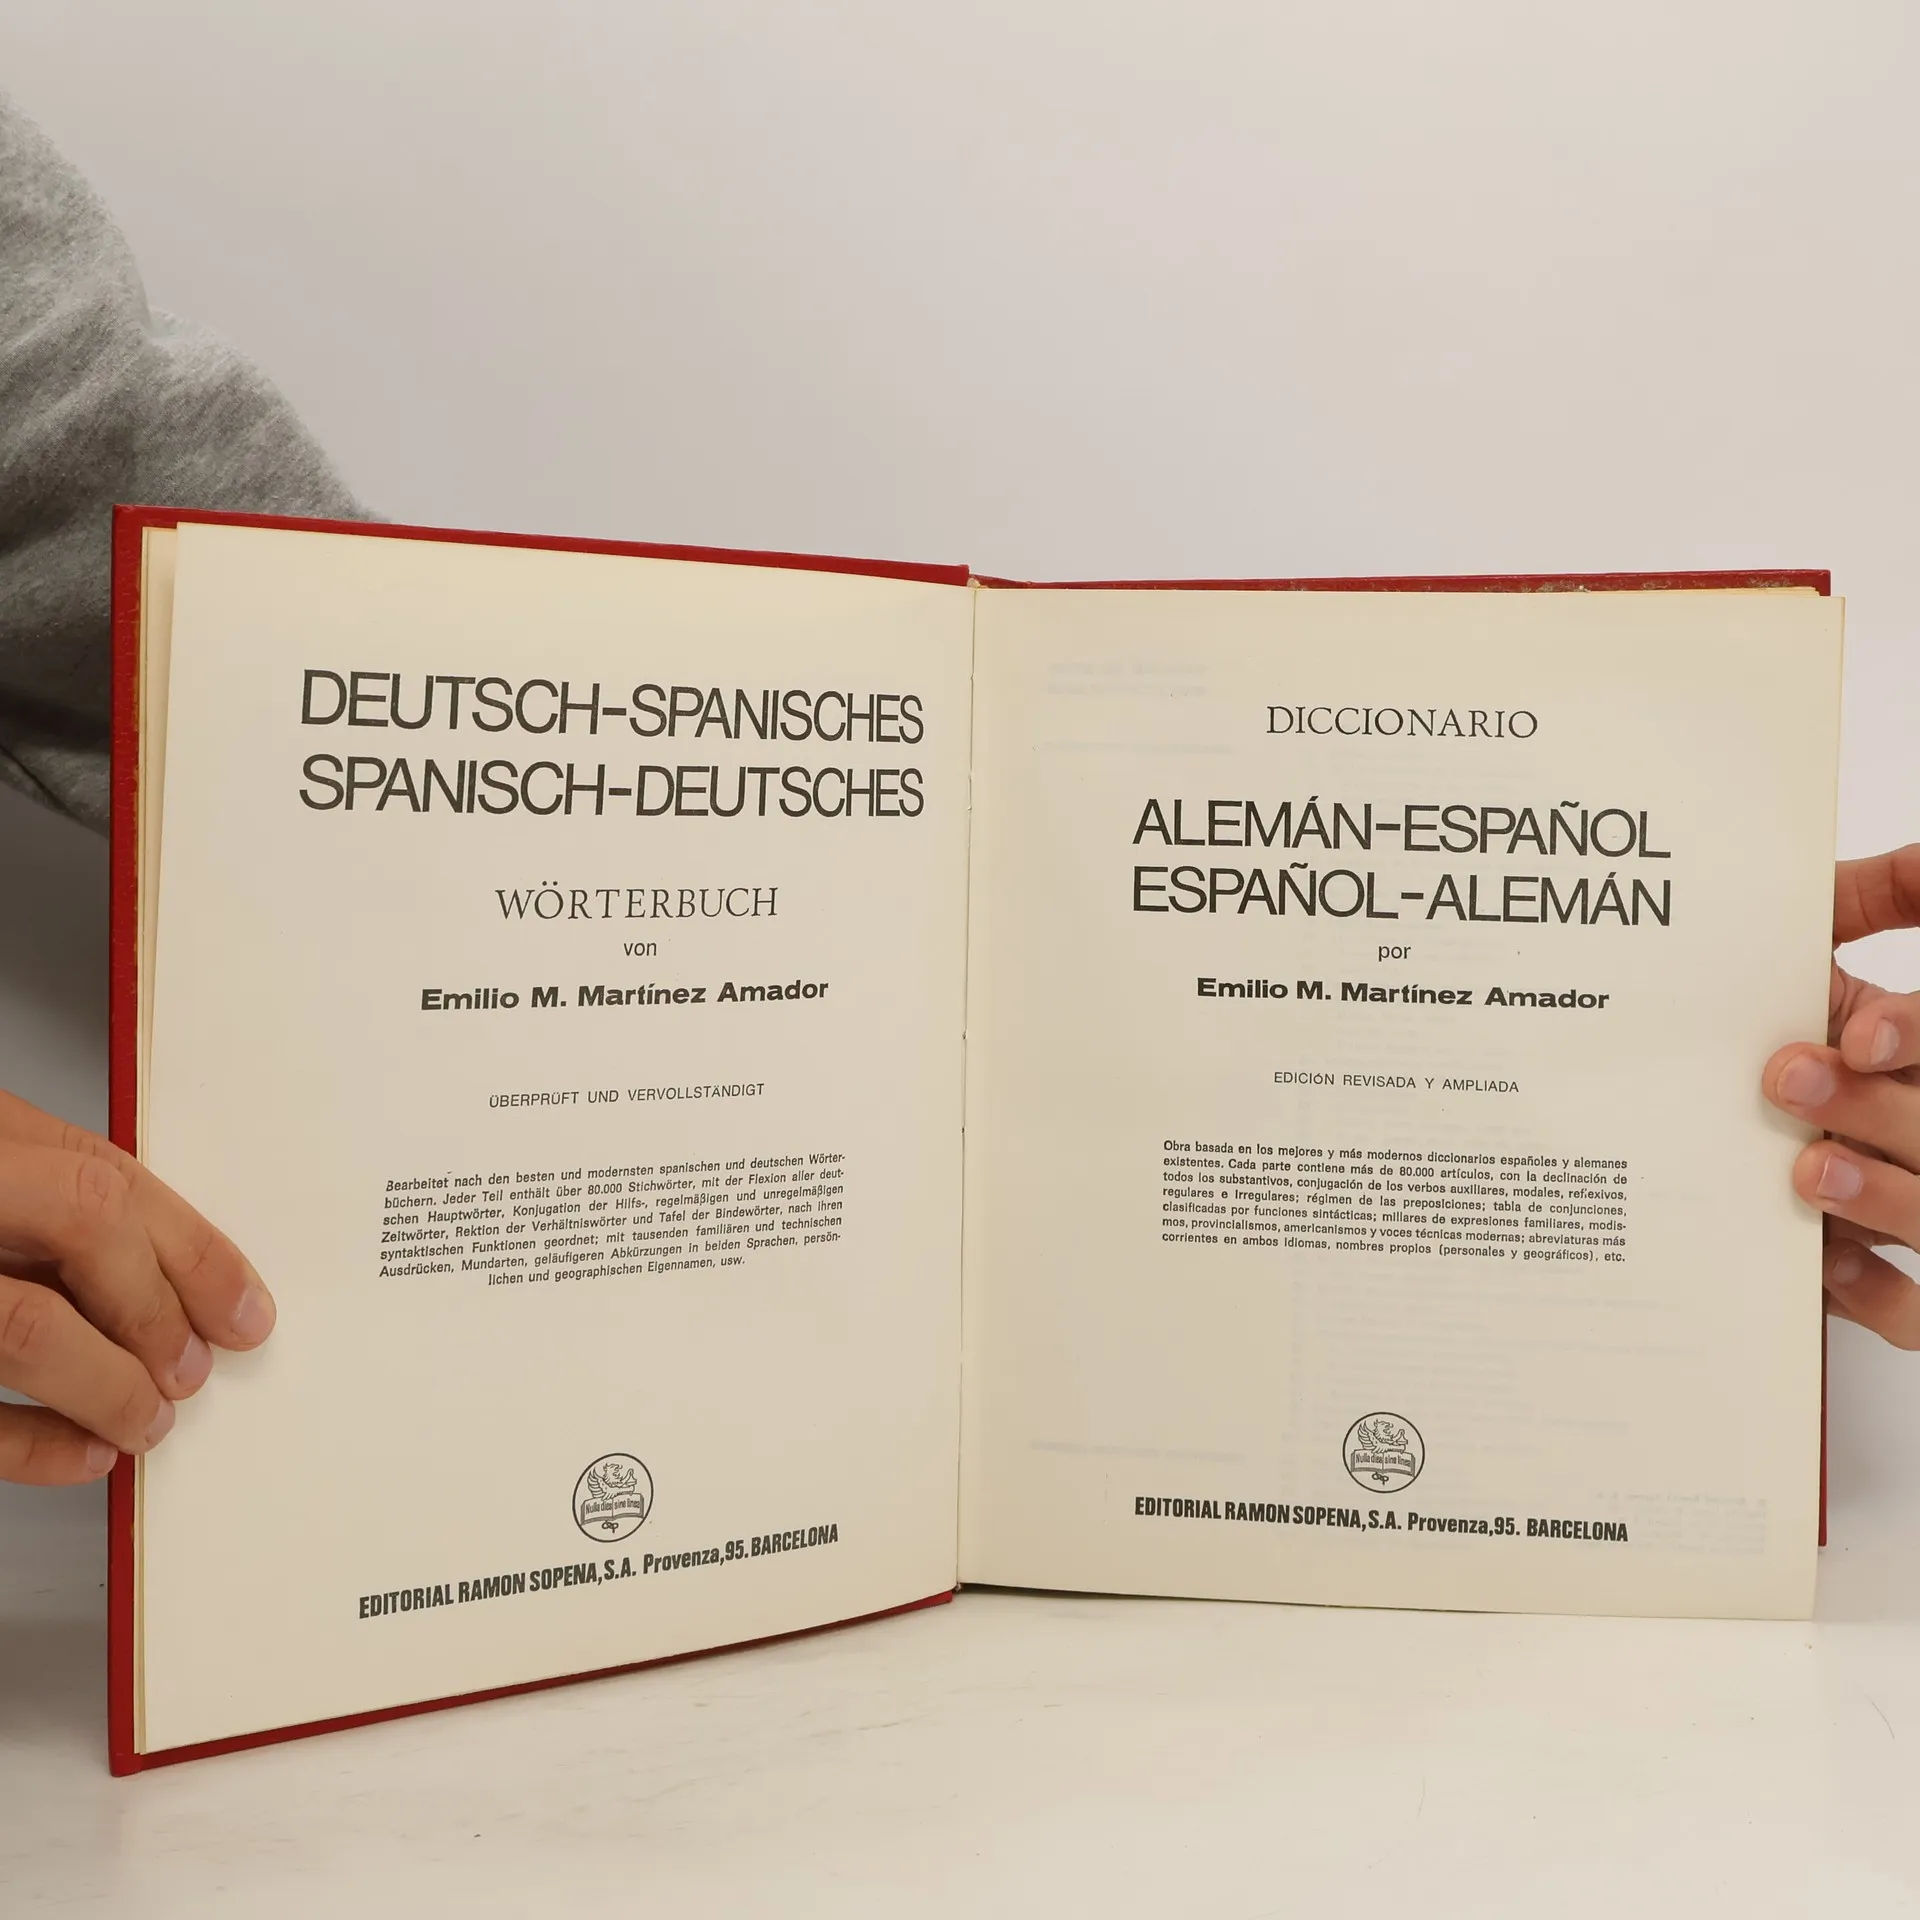 DEUTSCH-SPANISCHES
SPANISCH-DEUTSCHES
WÖRTERBUCH
von
Emilio M. Martínez Amador
ÜBERPRÜFT UND VERVOLLSTÄNDIGT
Bearbeitet nach den besten und modernsten spanischen und deutschen Wörter-
büchern. Jeder Teil enthält über 80.000 Stichwörter, mit der Flexion aller deut-
schen Hauptwörter, Konjugation der Hilfs-, regelmäßigen und unregelmäßigen
Zeitwörter, Rektion der Verhältniswörter und Tafel der Bindewörter, nach ihren
syntaktischen Funktionen geordnet; mit tausenden familiären und technischen
Ausdrücken, Mundarten, geläufigeren Abkürzungen in beiden Sprachen, persön-
lichen und geographischen Eigennamen, usw.
Nulla dies sine linea
EDITORIAL RAMON SOPENA, S.A. Provenza, 95. BARCELONA
DICCIONARIO
ALEMÁN-ESPAÑOL
ESPAÑOL-ALEMÁN
por
Emilio M. Martínez Amador
EDICIÓN REVISADA Y AMPLIADA
Obra basada en los mejores y más modernos diccionarios españoles y alemanes
existentes. Cada parte contiene más de 80.000 artículos, con la declinación de
todos los substantivos, conjugación de los verbos auxiliares, modales, reflexivos,
regulares e irregulares; régimen de las preposiciones; tabla de conjunciones,
clasificadas por funciones sintácticas; millares de expresiones familiares, modis-
mos, provincialismos, americanismos y voces técnicas modernas; abreviaturas más
corrientes en ambos idiomas, nombres propios (personales y geográficos), etc.
Nulla dies sine linea
EDITORIAL RAMON SOPENA, S.A. Provenza, 95. BARCELONA